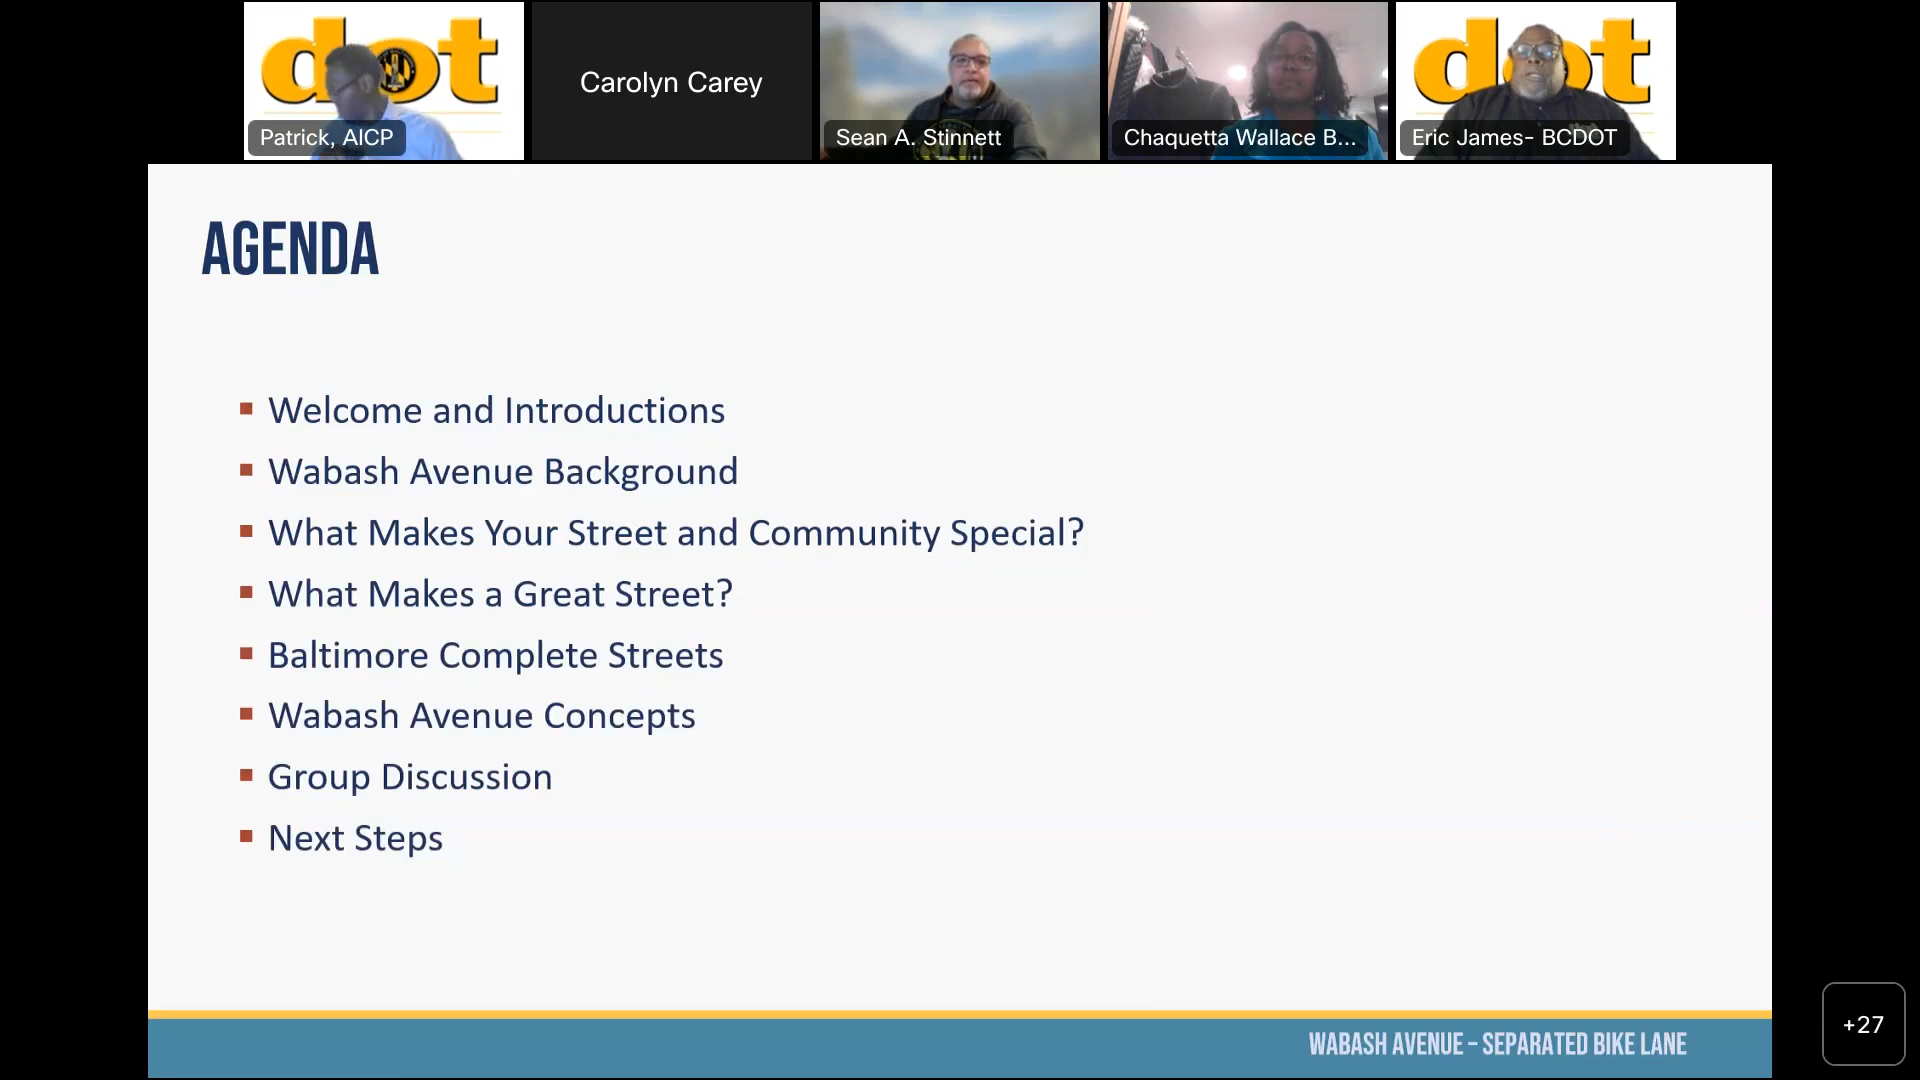 dot
Patrick, AICP
Carolyn Carey
Sean A. Stinnett
Chaquetta Wallace B...
dot
Eric James- BCDOT
AGENDA
Welcome and Introductions
Wabash Avenue Background
What Makes Your Street and Community Special?
What Makes a Great Street?
Baltimore Complete Streets
Wabash Avenue Concepts
Group Discussion
Next Steps
WABASH AVENUE – SEPARATED BIKE LANE
+27